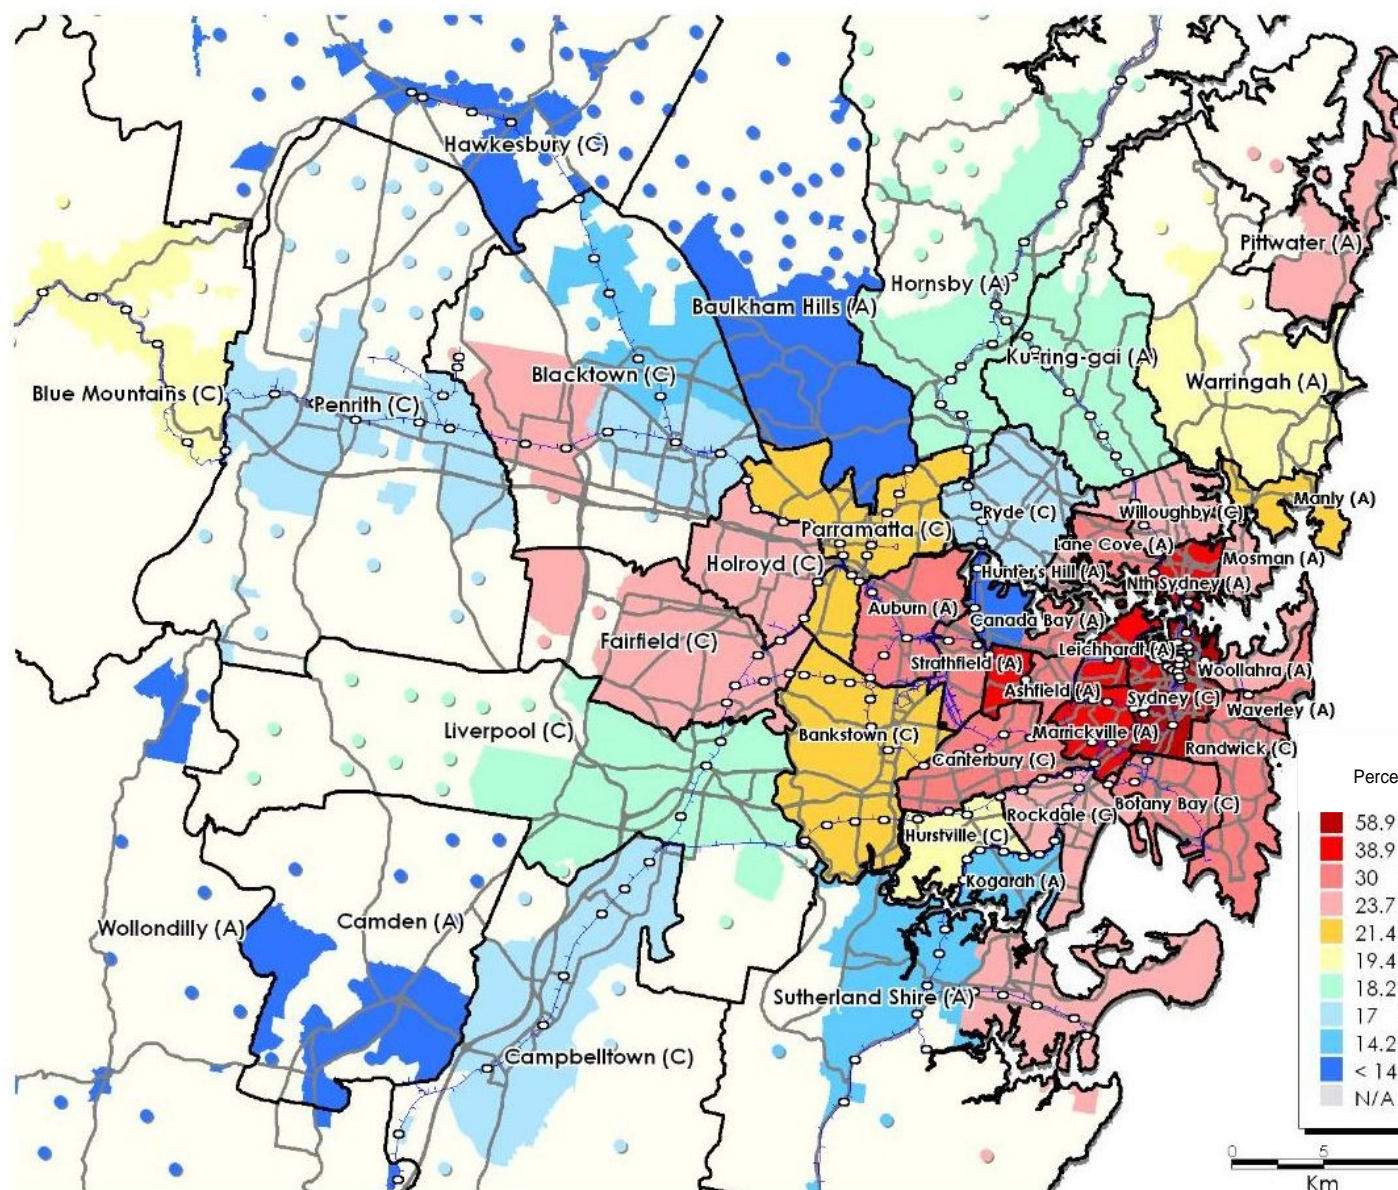 Hawkesbury (C)
Pittwater (A)
Hornsby (A)
Baulkham Hills (A)
Ku-ring-gai (A)
Blacktown (C)
Warringah (A)
Blue Mountains (C)
Penrith (C)
Manly (A)
Ryde (C)
Willoughby (C)
Parramatta (C)
Lane Cove (A)
Mosman (A)
Holroyd (C)
Hunter's Hill (A)
Nth Sydney (A)
Auburn (A)
Canada Bay (A)
Fairfield (C)
Leichhardt (A)
Strathfield (A)
Woollahra (A)
Ashfield (A)
Sydney (C)
Waverley (A)
Liverpool (C)
Bankstown (C)
Marrickville (A)
Randwick (C)
Canterbury (C)
Perce
Botany Bay (C)
Rockdale (C)
58.9
Hurstville (C)
38.9
30
Kogarah (A)
23.7
Wollondilly (A)
Camden (A)
21.4
19.4
18.2
Sutherland Shire (A)
17
14.2
Campbelltown (C)
< 14
N/A
0 5
Km